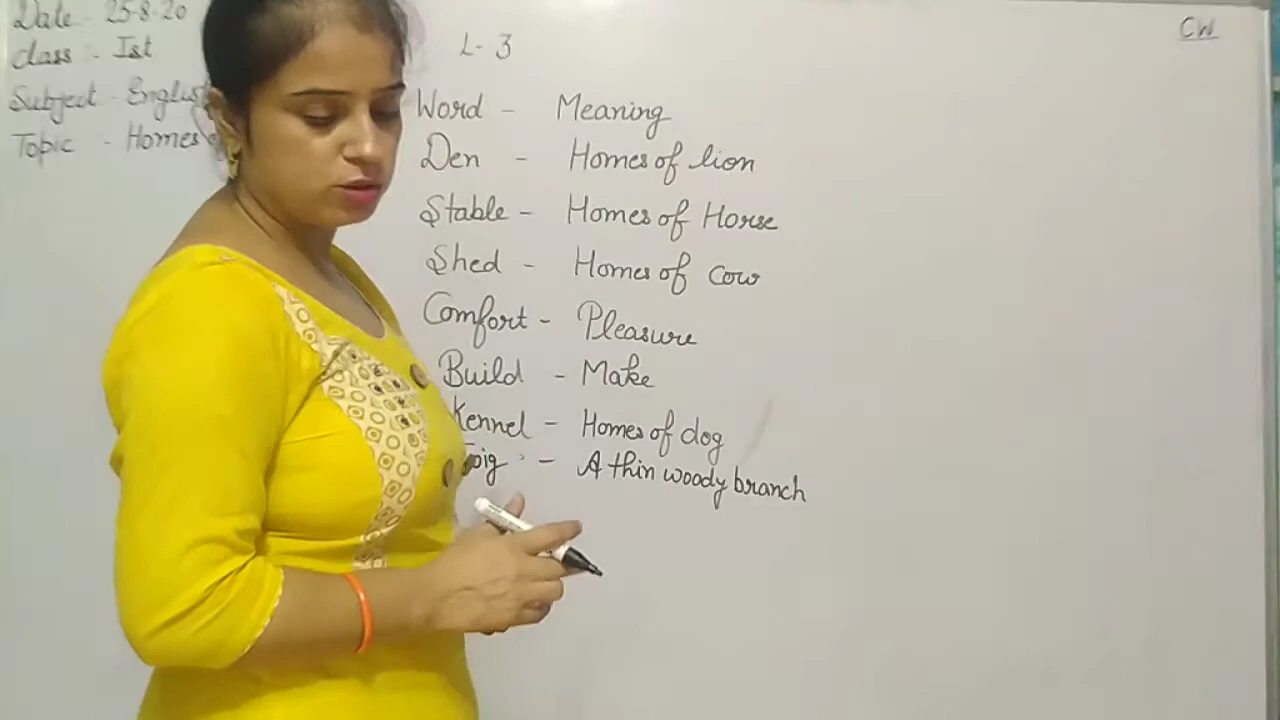 Date - 25-8-20
Class - Ist
Subject - English
Topic - Homes
L- 3
CW
Word - Meaning
Den - Homes of lion
Stable - Homes of Horse
Shed - Homes of cow
Comfort - Pleasure
Build - Make
Kennel - Homes of dog
- A thin woody branch